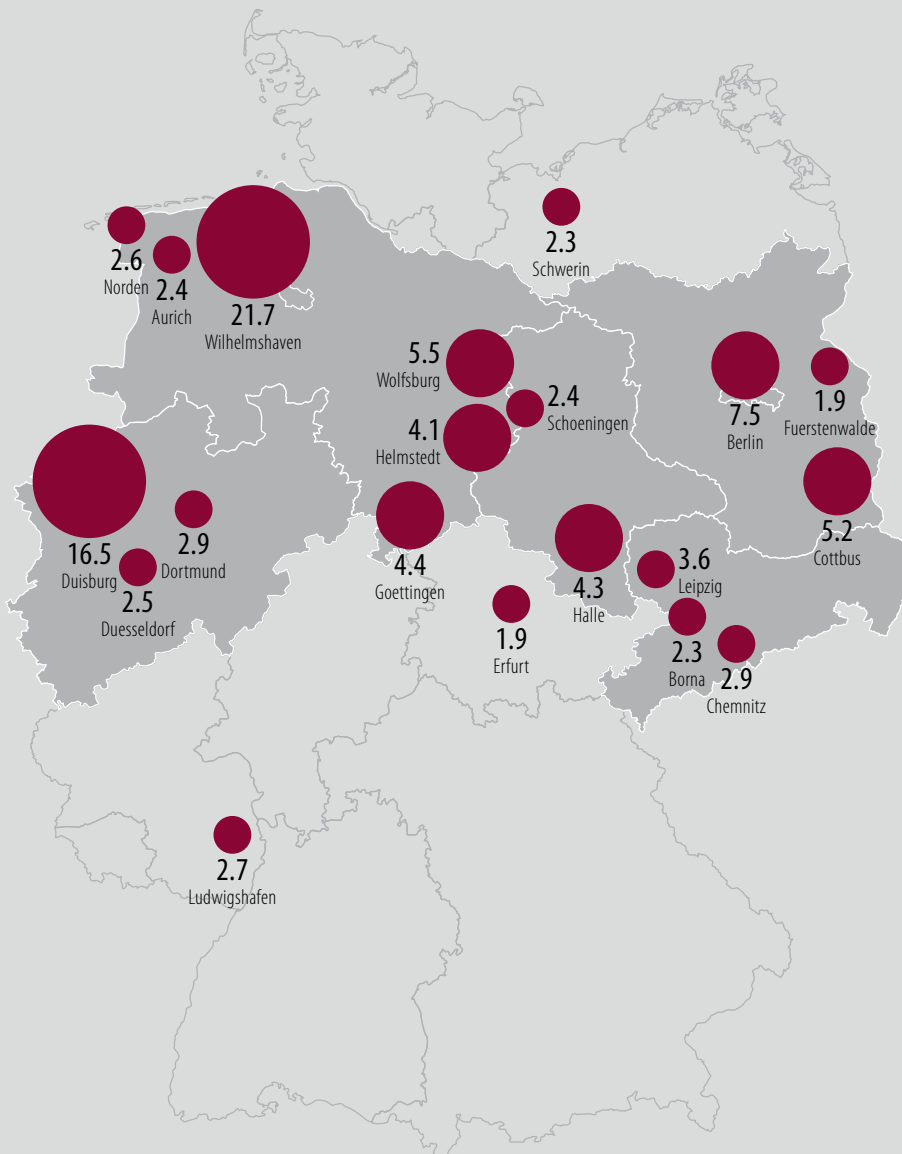 2.3
Schwerin
2.6
Norden
2.4
Aurich
21.7
Wilhelmshaven
5.5
Wolfsburg
2.4
Schoeningen
4.1
Helmstedt
7.5
Berlin
1.9
Fuerstenwalde
16.5
Duisburg
2.9
Dortmund
2.5
Duesseldorf
4.4
Goettingen
4.3
Halle
3.6
Leipzig
5.2
Cottbus
1.9
Erfurt
2.3
Borna
2.9
Chemnitz
2.7
Ludwigshafen